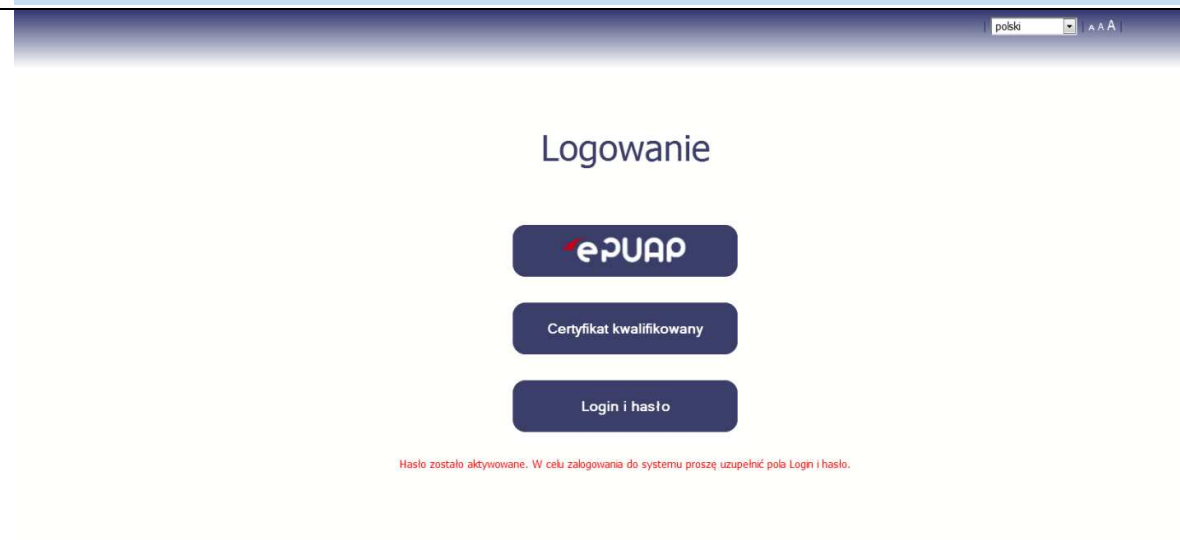 polski
A A A
Logowanie
ePUAP
Certyfikat kwalifikowany
Login i hasło
Hasło zostało aktywowane. W celu zalogowania do systemu proszę uzupełnić pola Login i hasło.